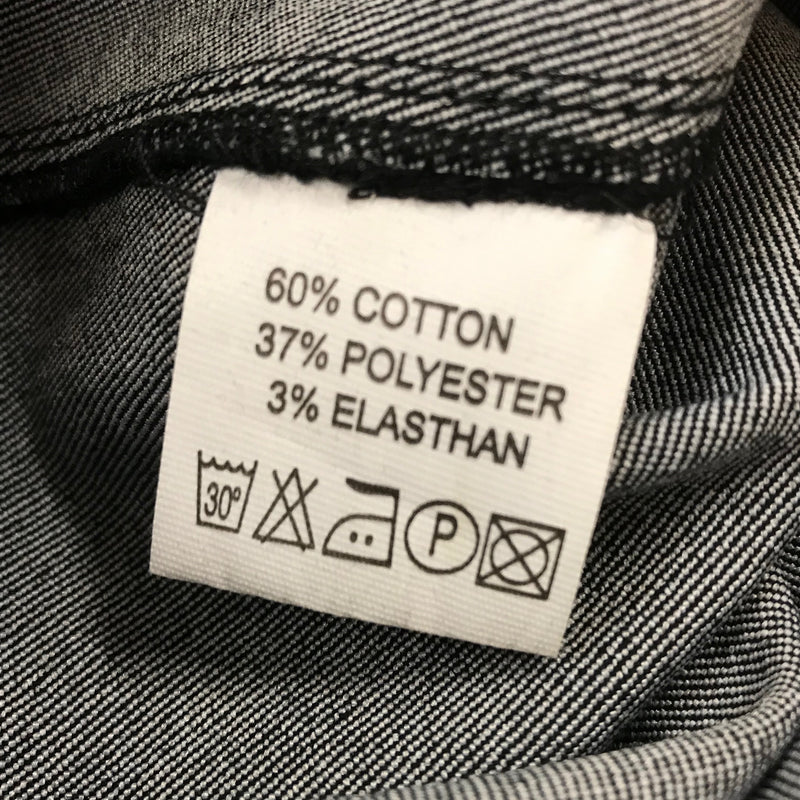 60% COTTON
37% POLYESTER
3% ELASTHAN
30° P